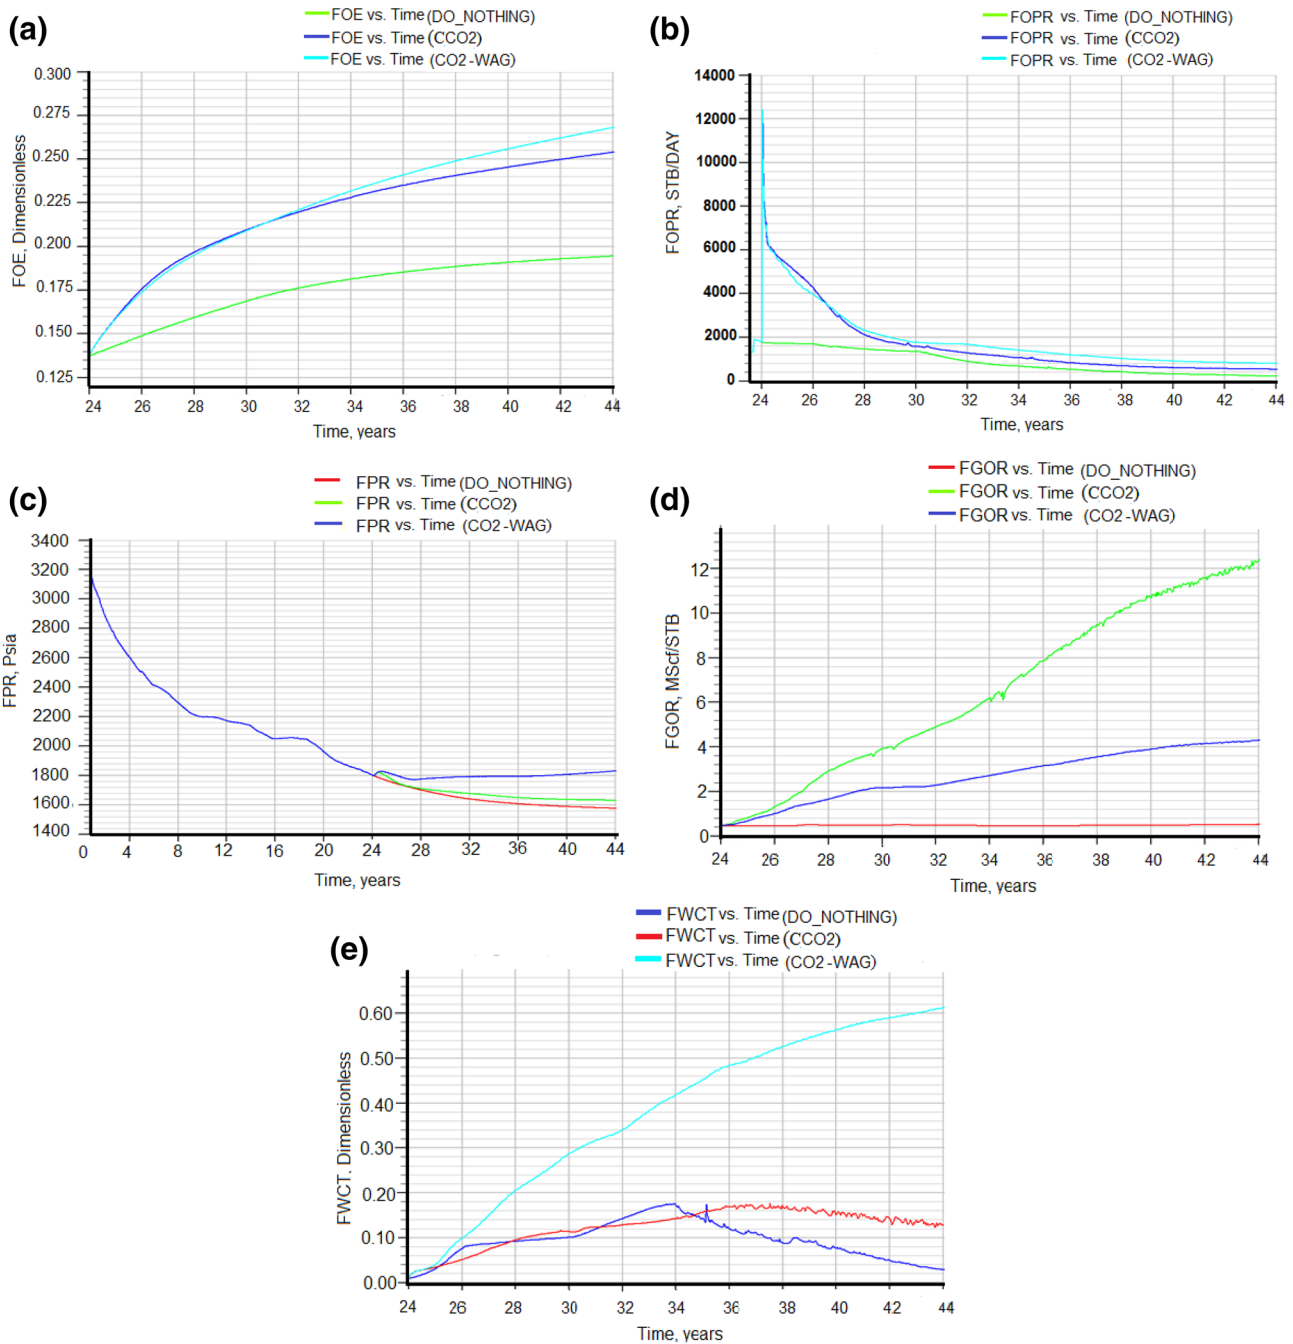 (a)
FOE vs. Time (DO_NOTHING)
FOE vs. Time (CCO2)
FOE vs. Time (CO2-WAG)
0.300
0.275
0.250
0.225
0.200
0.175
0.150
0.125
FOE, Dimensionless
24 26 28 30 32 34 36 38 40 42 44
Time, years
(b)
FOPR vs. Time (DO_NOTHING)
FOPR vs. Time (CCO2)
FOPR vs. Time (CO2-WAG)
14000
12000
10000
8000
6000
4000
2000
0
FOPR, STB/DAY
24 26 28 30 32 34 36 38 40 42 44
Time, years
(c)
FPR vs. Time (DO_NOTHING)
FPR vs. Time (CCO2)
FPR vs. Time (CO2-WAG)
3400
3200
3000
2800
2600
2400
2200
2000
1800
1600
1400
FPR, Psia
0 4 8 12 16 20 24 28 32 36 40 44
Time, years
(d)
FGOR vs. Time (DO_NOTHING)
FGOR vs. Time (CCO2)
FGOR vs. Time (CO2-WAG)
12
10
8
6
4
2
0
FGOR, MScf/STB
24 26 28 30 32 34 36 38 40 42 44
Time, years
(e)
FWCT vs. Time (DO_NOTHING)
FWCT vs. Time (CCO2)
FWCT vs. Time (CO2-WAG)
0.60
0.50
0.40
0.30
0.20
0.10
0.00
FWCT. Dimensionless
24 26 28 30 32 34 36 38 40 42 44
Time, years